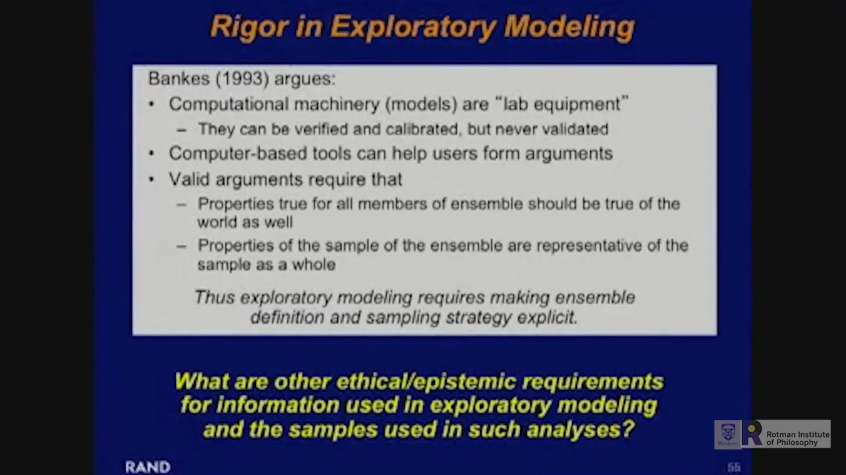 Rigor in Exploratory Modeling
Bankes (1993) argues:
• Computational machinery (models) are “lab equipment”
– They can be verified and calibrated, but never validated
• Computer-based tools can help users form arguments
• Valid arguments require that
– Properties true for all members of ensemble should be true of the
world as well
– Properties of the sample of the ensemble are representative of the
sample as a whole
Thus exploratory modeling requires making ensemble
definition and sampling strategy explicit.
What are other ethical/epistemic requirements
for information used in exploratory modeling
and the samples used in such analyses?
Rotman Institute
of Philosophy
RAND
55